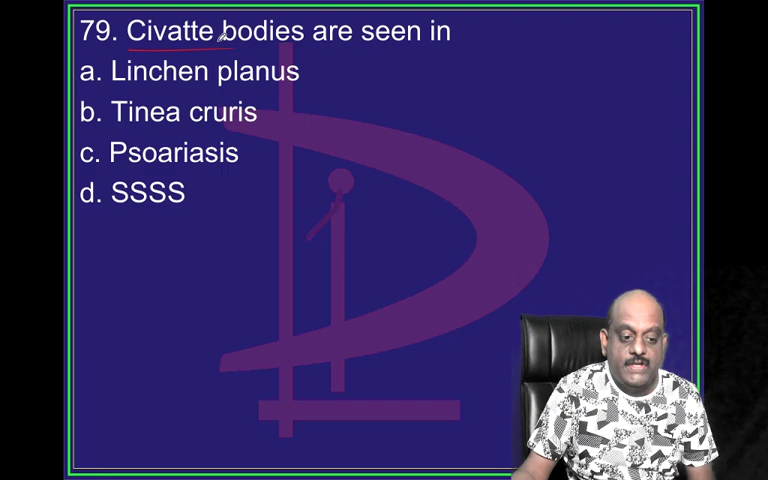 79. Civatte bodies are seen in
a. Linchen planus
b. Tinea cruris
c. Psoariasis
d. SSSS